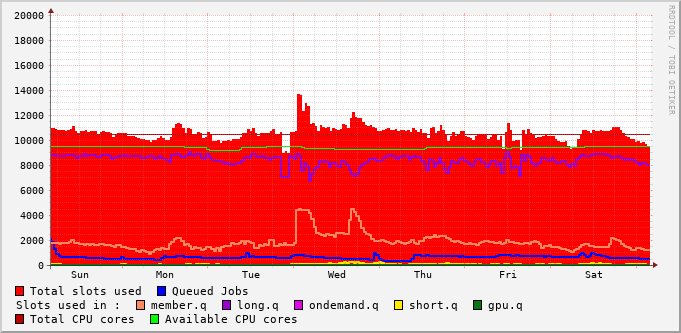 20000
18000
16000
14000
12000
10000
8000
6000
4000
2000
0
Sun Mon Tue Wed Thu Fri Sat
RRDTOOL / TOBI OETIKER
Total slots used Queued Jobs
Slots used in : member.q long.q ondemand.q short.q gpu.q
Total CPU cores Available CPU cores